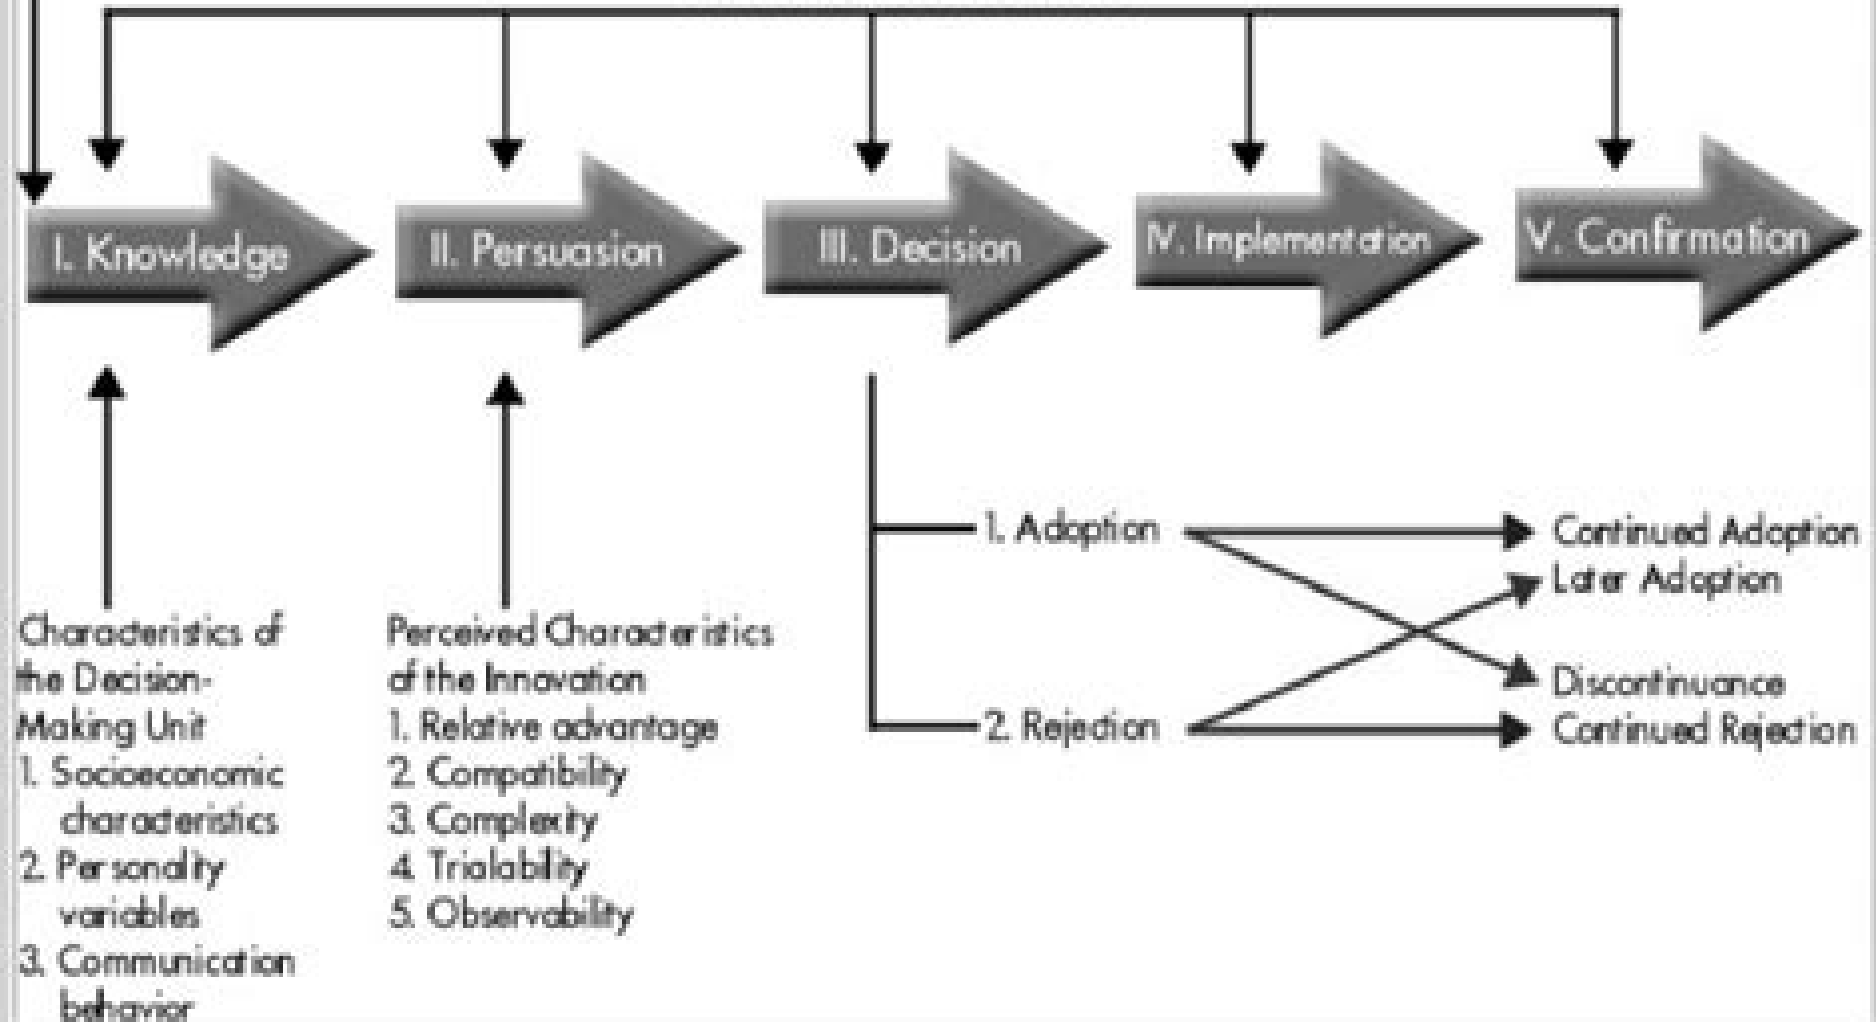 I. Knowledge
II. Persuasion
III. Decision
IV. Implementation
V. Confirmation
Characteristics of
the Decision-
Making Unit
1. Socioeconomic
characteristics
2. Personality
variables
3. Communication
behavior
Perceived Characteristics
of the Innovation
1. Relative advantage
2. Compatibility
3. Complexity
4. Trialability
5. Observability
1. Adoption
2. Rejection
Continued Adoption
Later Adoption
Discontinuance
Continued Rejection